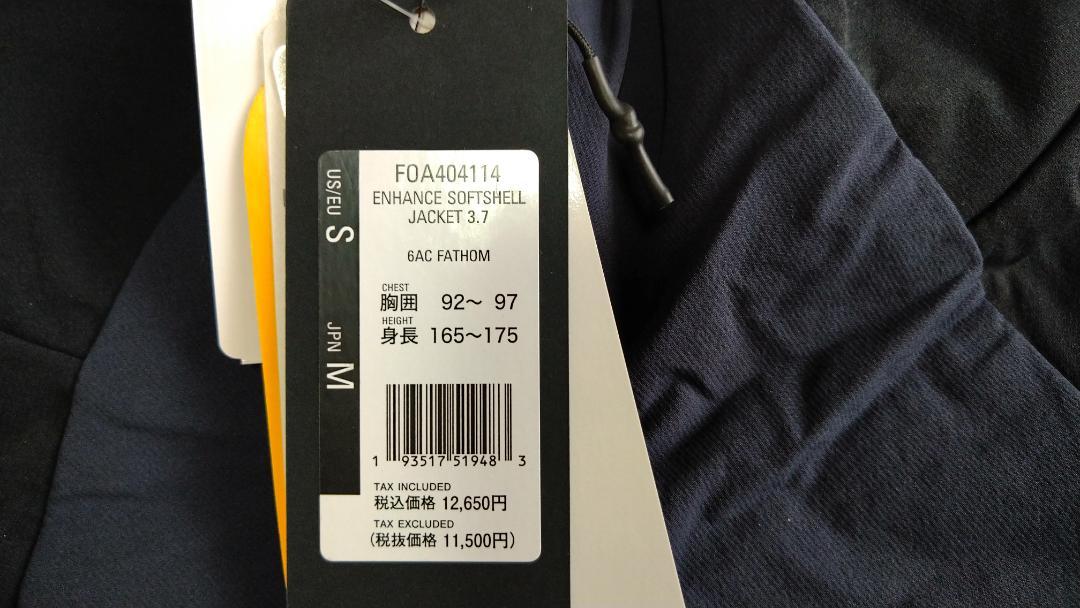 FOA404114
ENHANCE SOFTSHELL
JACKET 3.7
6AC FATHOM
US/EU S
JPN M
CHEST
胸囲 92～ 97
HEIGHT
身長 165～175
1 93517 51948 3
TAX INCLUDED
税込価格 12,650円
TAX EXCLUDED
(税抜価格 11,500円)